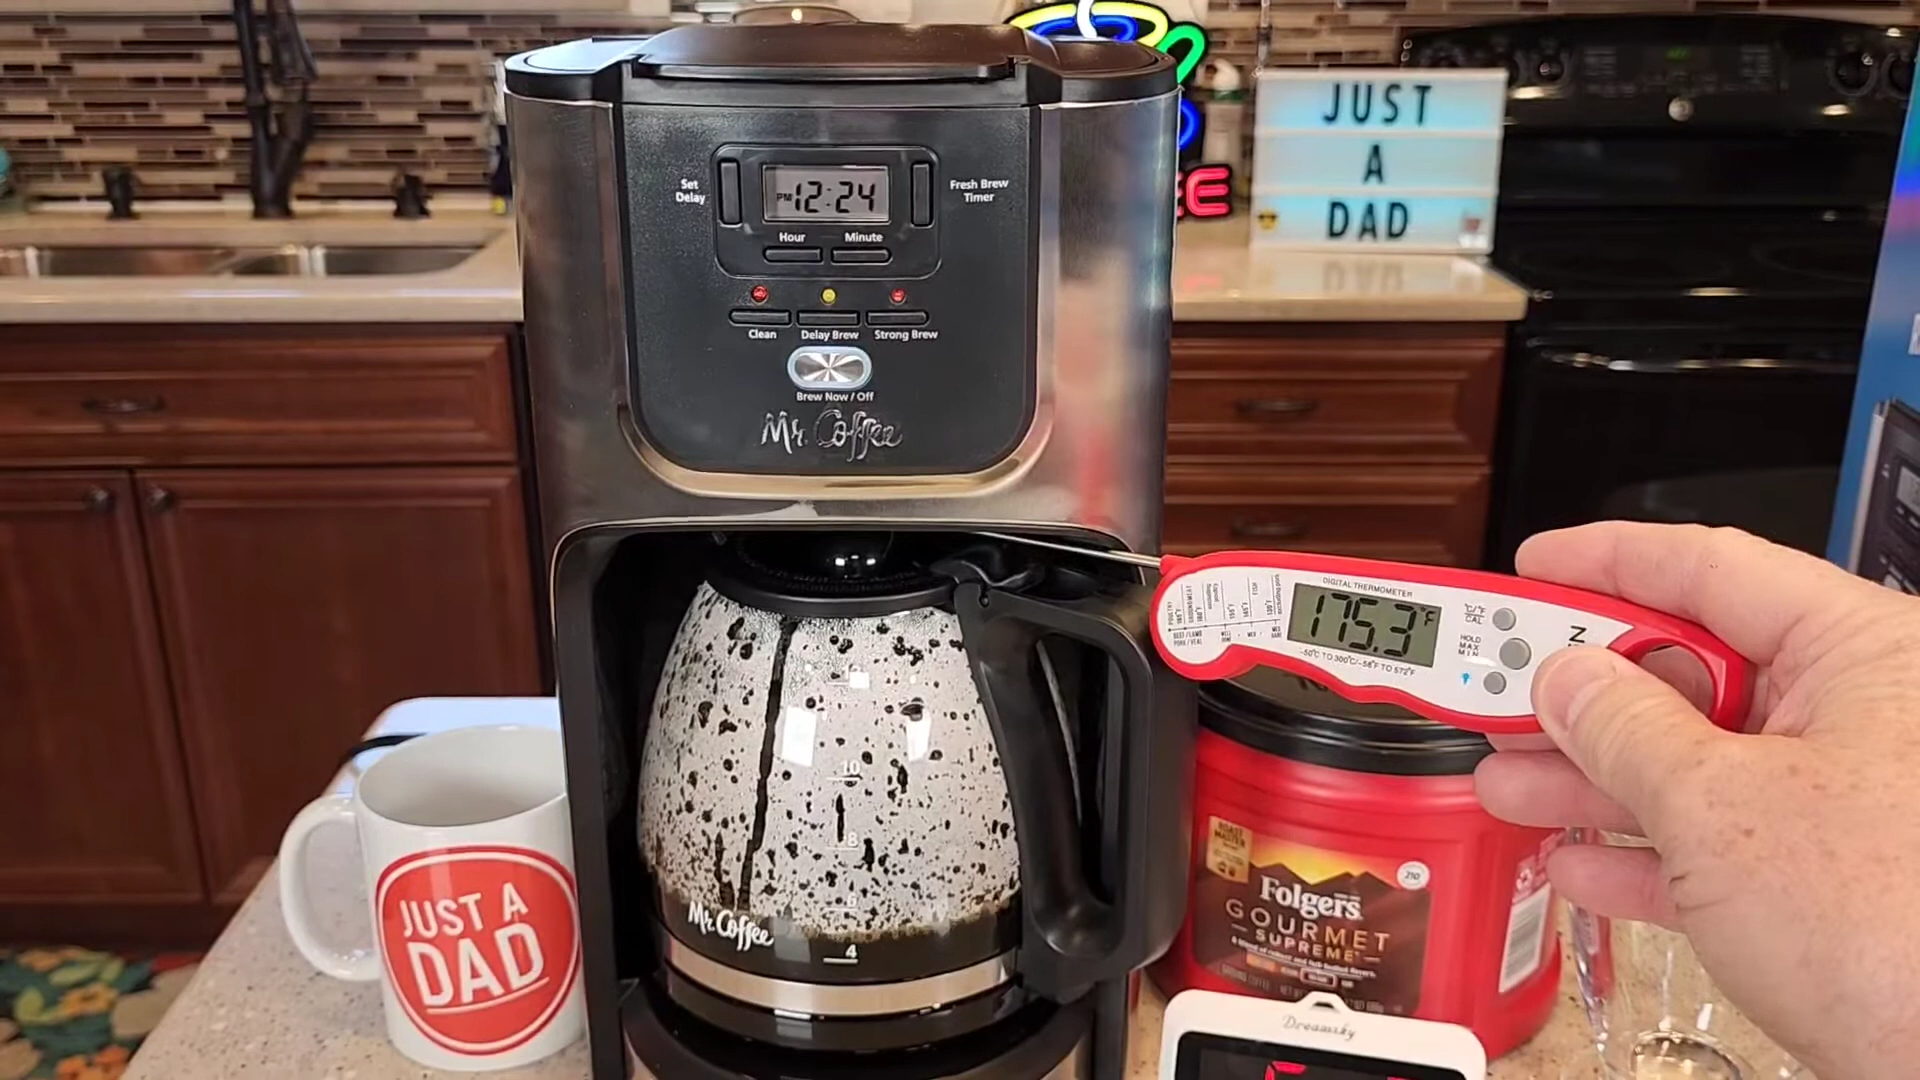 JUST
A
DAD
EE
Set
Delay
PM 12:24
Fresh Brew
Timer
Hour
Minute
Clean
Delay Brew
Strong Brew
Brew Now / Off
Mr. Coffee
10
8
6
4
Mr. Coffee
JUST A
DAD
DIGITAL THERMOMETER
175.3°F
°C/°F
CAL
HOLD
MAX
MIN
-50°C TO 300°C/-58°F TO 572°F
Folgers
GOURMET
SUPREME
210
Dreamsky